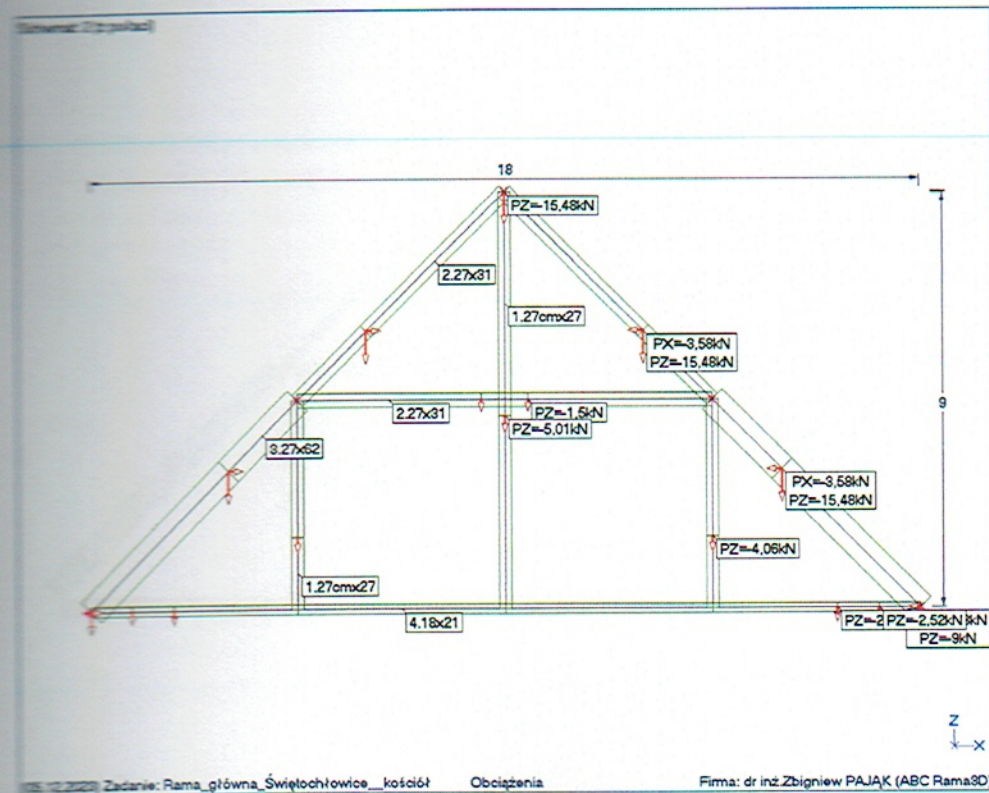 18
PZ=-15,48kN
2.27x31
1.27cmx27
PX=-3,58kN
PZ=-15,48kN
9
2.27x31
PZ=-1,5kN
PZ=-5,01kN
3.27x62
PX=-3,58kN
PZ=-15,48kN
PZ=-4,06kN
1.27cmx27
4.18x21
PZ=-2,52kN
PZ=-9kN
Z
X
Zadanie: Rama_główna_Świętochłowice__kościół
Obciążenia
Firma: dr inż.Zbigniew PAJĄK (ABC Rama3D)